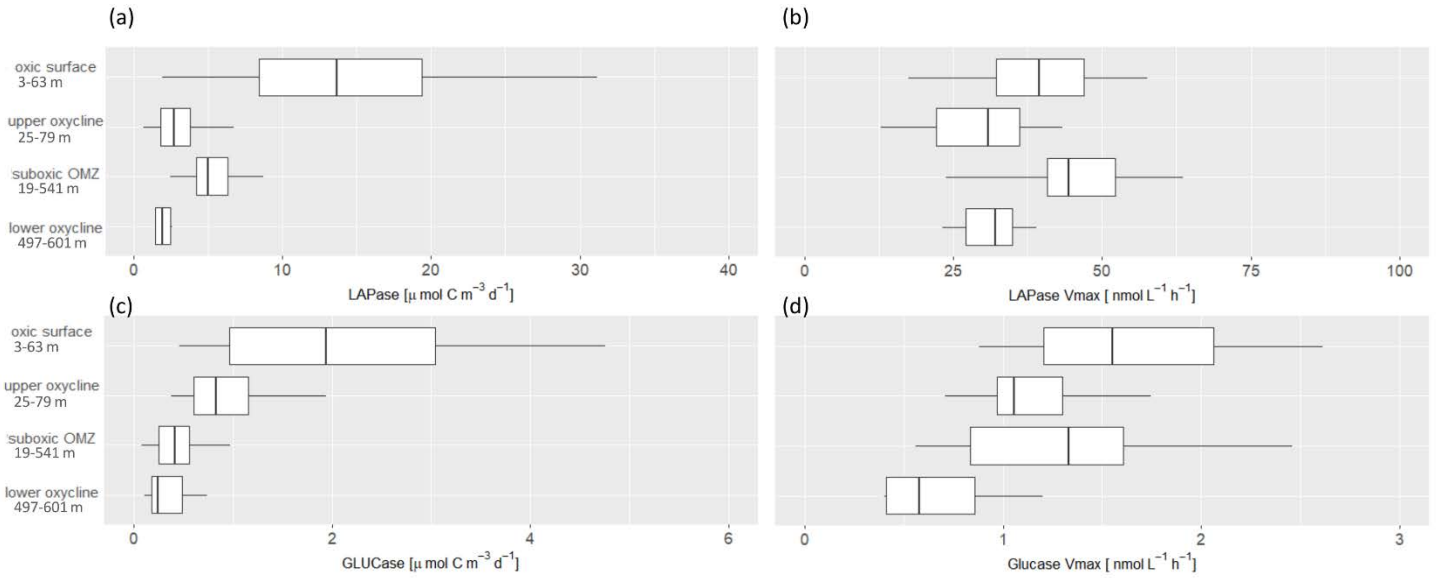 (a)
oxic surface
3-63 m
upper oxycline
25-79 m
suboxic OMZ
19-541 m
lower oxycline
497-601 m
0 10 20 30 40
LAPase [μ mol C m⁻³ d⁻¹]
(b)
0 25 50 75 100
LAPase Vmax [ nmol L⁻¹ h⁻¹]
(c)
oxic surface
3-63 m
upper oxycline
25-79 m
suboxic OMZ
19-541 m
lower oxycline
497-601 m
0 2 4 6
GLUCase [μ mol C m⁻³ d⁻¹]
(d)
0 1 2 3
Glucase Vmax [ nmol L⁻¹ h⁻¹]